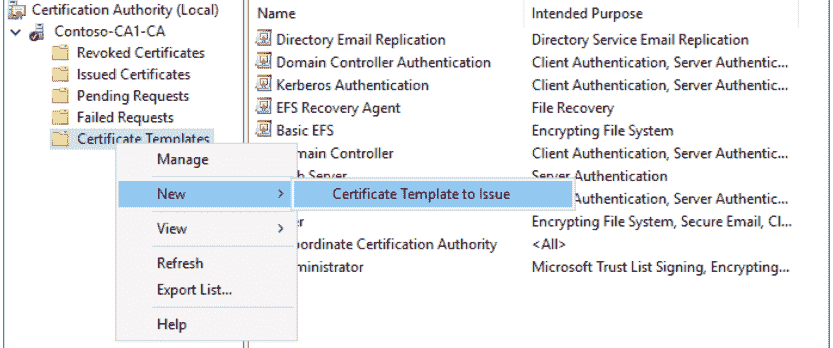 Certification Authority (Local)
Contoso-CA1-CA
Revoked Certificates
Issued Certificates
Pending Requests
Failed Requests
Certificate Templates
Manage
New
Certificate Template to Issue
View
Refresh
Export List...
Help
Name Intended Purpose
Directory Email Replication Directory Service Email Replication
Domain Controller Authentication Client Authentication, Server Authentic...
Kerberos Authentication Client Authentication, Server Authentic...
EFS Recovery Agent File Recovery
Basic EFS Encrypting File System
main Controller Client Authentication, Server Authentic...
Server Server Authentication
Authentication, Server Authentic...
Encrypting File System, Secure Email, Cl...
oordinate Certification Authority <All>
ministrator Microsoft Trust List Signing, Encrypting...